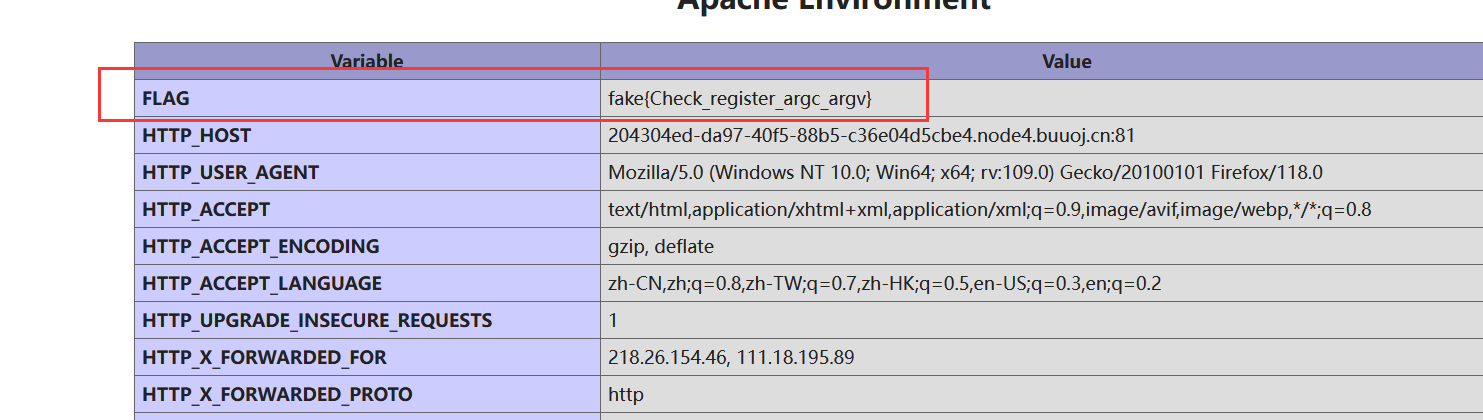 Apache Environment
Variable Value
FLAG fake{Check_register_argc_argv}
HTTP_HOST 204304ed-da97-40f5-88b5-c36e04d5cbe4.node4.buuoj.cn:81
HTTP_USER_AGENT Mozilla/5.0 (Windows NT 10.0; Win64; x64; rv:109.0) Gecko/20100101 Firefox/118.0
HTTP_ACCEPT text/html,application/xhtml+xml,application/xml;q=0.9,image/avif,image/webp,*/*;q=0.8
HTTP_ACCEPT_ENCODING gzip, deflate
HTTP_ACCEPT_LANGUAGE zh-CN,zh;q=0.8,zh-TW;q=0.7,zh-HK;q=0.5,en-US;q=0.3,en;q=0.2
HTTP_UPGRADE_INSECURE_REQUESTS 1
HTTP_X_FORWARDED_FOR 218.26.154.46, 111.18.195.89
HTTP_X_FORWARDED_PROTO http